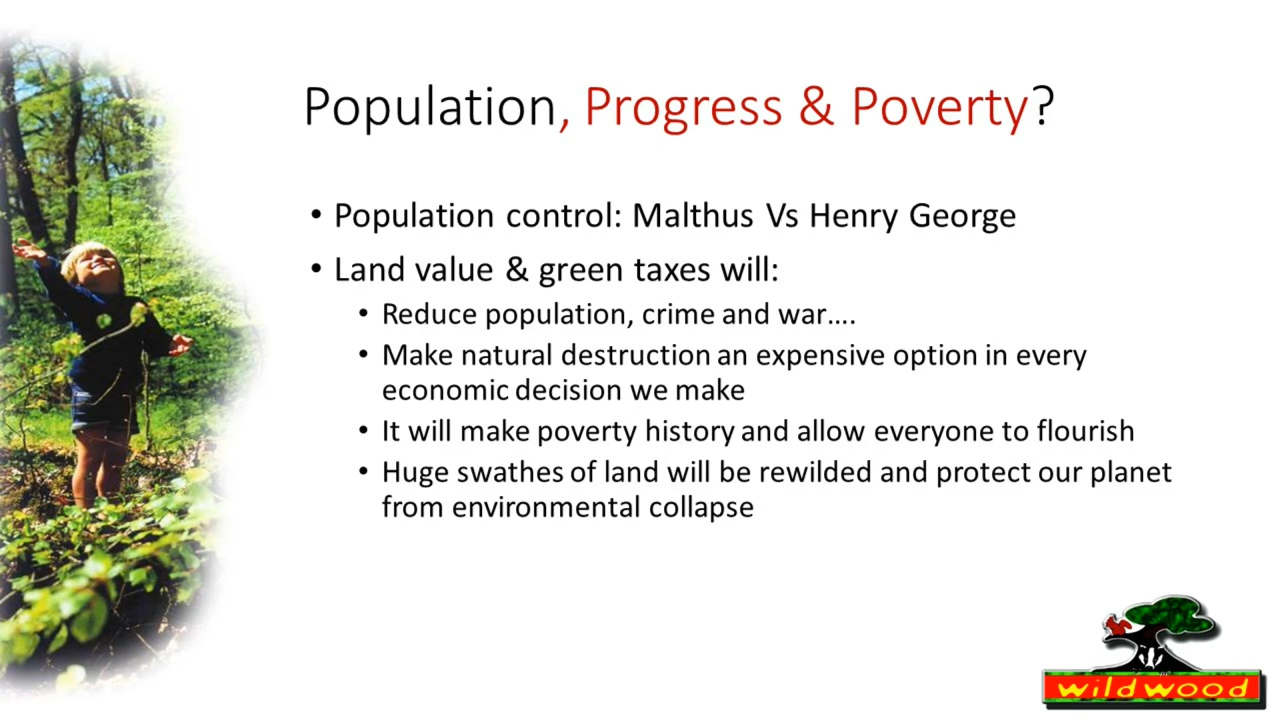 Population, Progress & Poverty?
• Population control: Malthus Vs Henry George
• Land value & green taxes will:
• Reduce population, crime and war....
• Make natural destruction an expensive option in every
economic decision we make
• It will make poverty history and allow everyone to flourish
• Huge swathes of land will be rewilded and protect our planet
from environmental collapse
wildwood